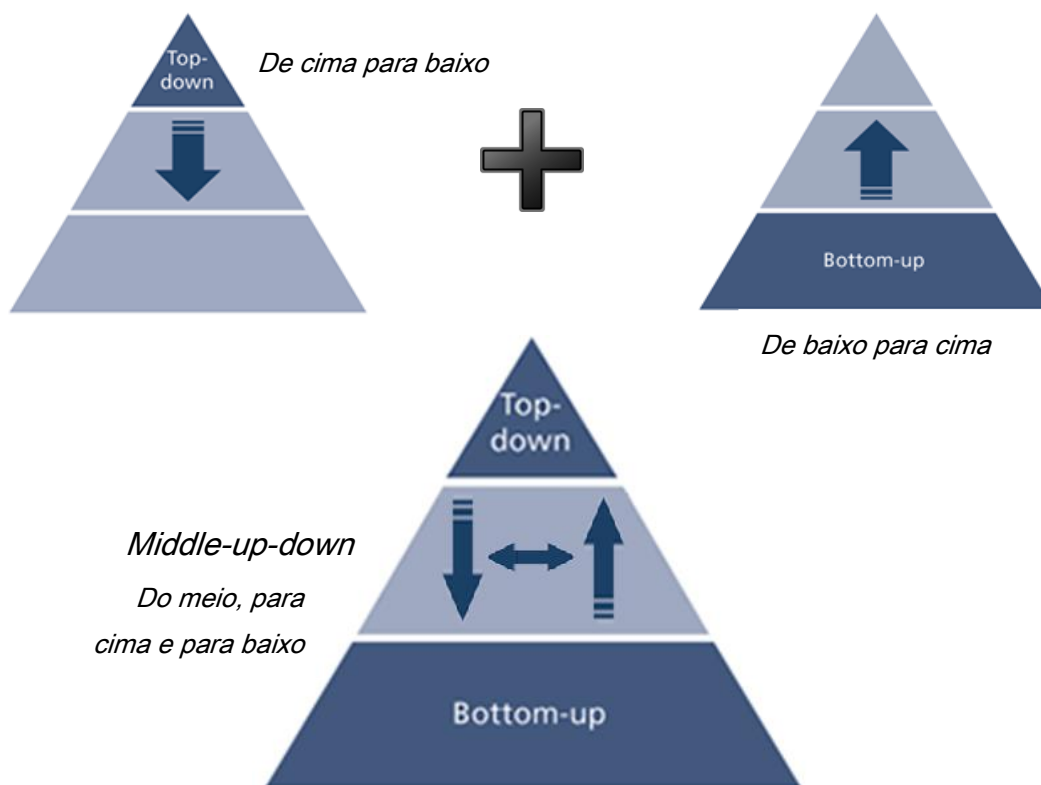 Top-
down
De cima para baixo
Bottom-up
De baixo para cima
Top-
down
Middle-up-down
Do meio, para
cima e para baixo
Bottom-up